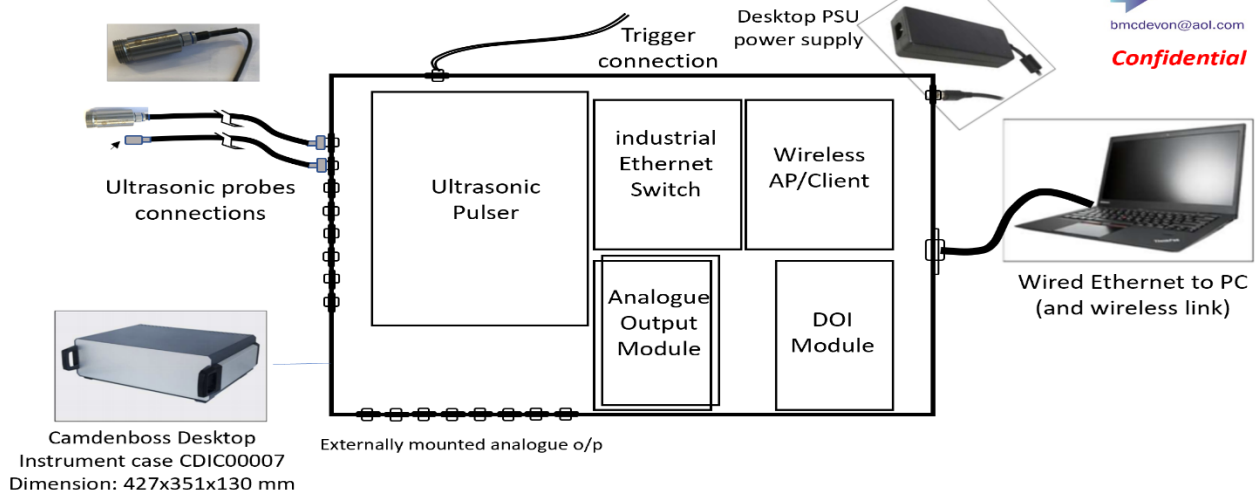 Desktop PSU
power supply
Trigger
connection
bmcdevon@aol.com
Confidential
Ultrasonic probes
connections
Ultrasonic
Pulser
industrial
Ethernet
Switch
Wireless
AP/Client
Analogue
Output
Module
DOI
Module
Wired Ethernet to PC
(and wireless link)
Externally mounted analogue o/p
Camdenboss Desktop
Instrument case CDIC00007
Dimension: 427x351x130 mm